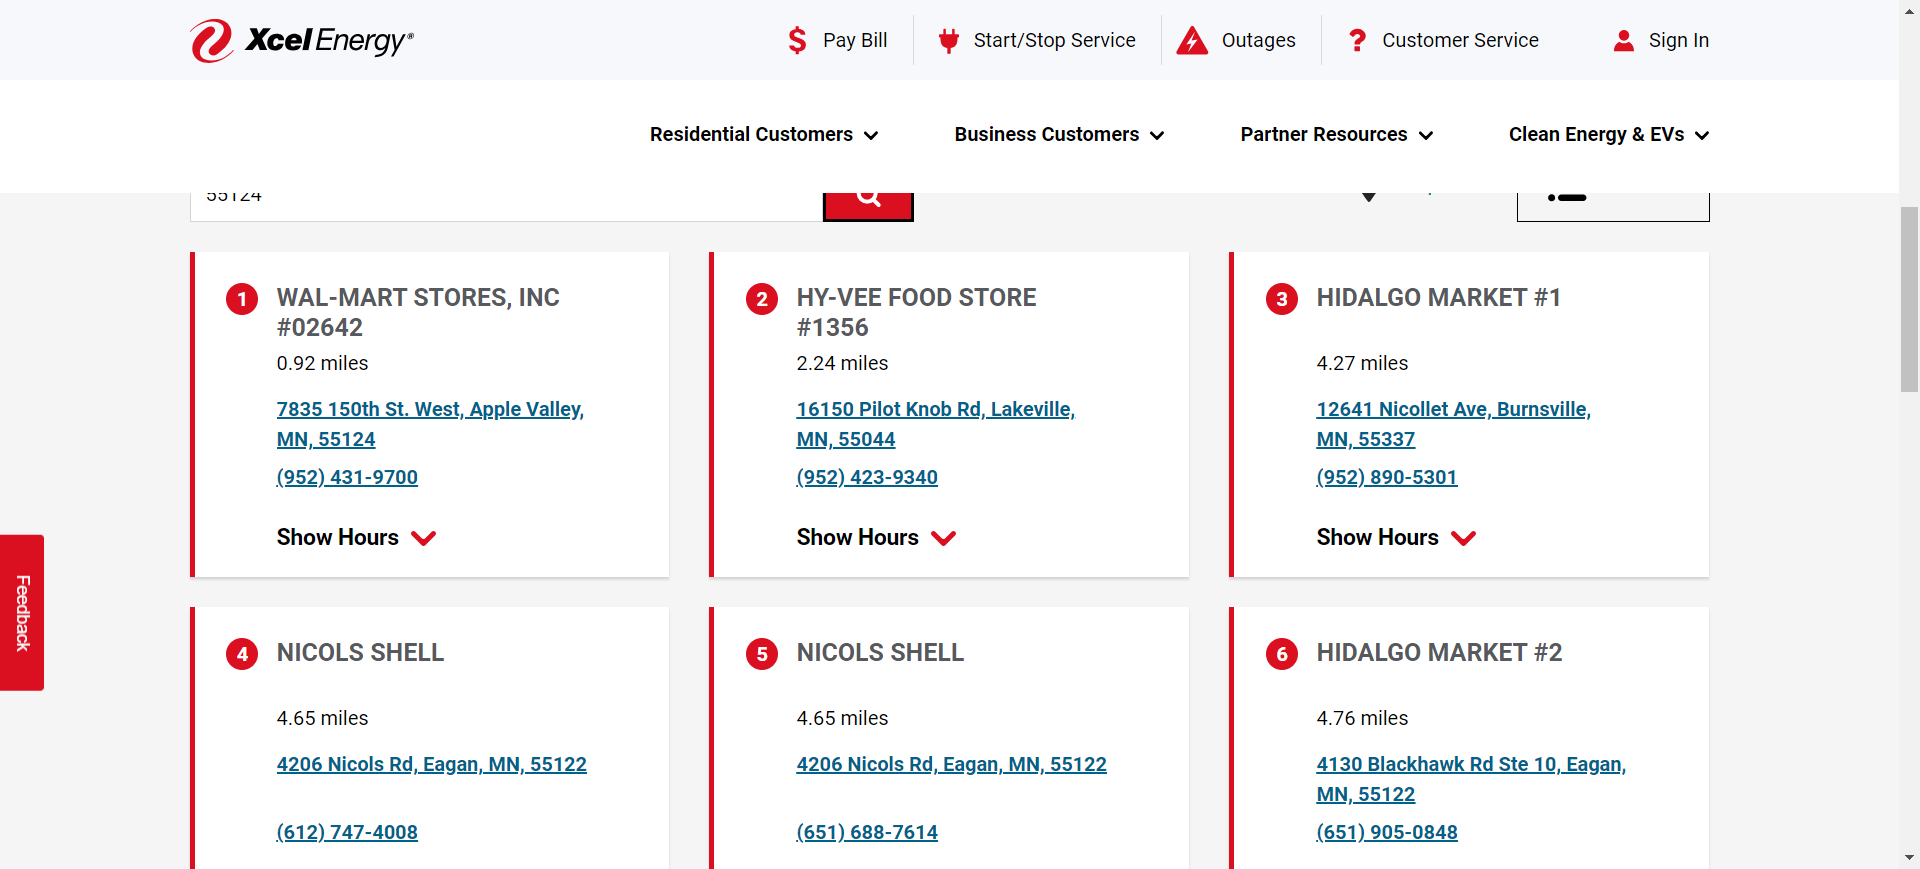 Xcel Energy®
Pay Bill
Start/Stop Service
Outages
Customer Service
Sign In
Residential Customers
Business Customers
Partner Resources
Clean Energy & EVs
55124
1 WAL-MART STORES, INC
#02642
0.92 miles
7835 150th St. West, Apple Valley,
MN, 55124
(952) 431-9700
Show Hours
2 HY-VEE FOOD STORE
#1356
2.24 miles
16150 Pilot Knob Rd, Lakeville,
MN, 55044
(952) 423-9340
Show Hours
3 HIDALGO MARKET #1
4.27 miles
12641 Nicollet Ave, Burnsville,
MN, 55337
(952) 890-5301
Show Hours
Feedback
4 NICOLS SHELL
4.65 miles
4206 Nicols Rd, Eagan, MN, 55122
(612) 747-4008
5 NICOLS SHELL
4.65 miles
4206 Nicols Rd, Eagan, MN, 55122
(651) 688-7614
6 HIDALGO MARKET #2
4.76 miles
4130 Blackhawk Rd Ste 10, Eagan,
MN, 55122
(651) 905-0848